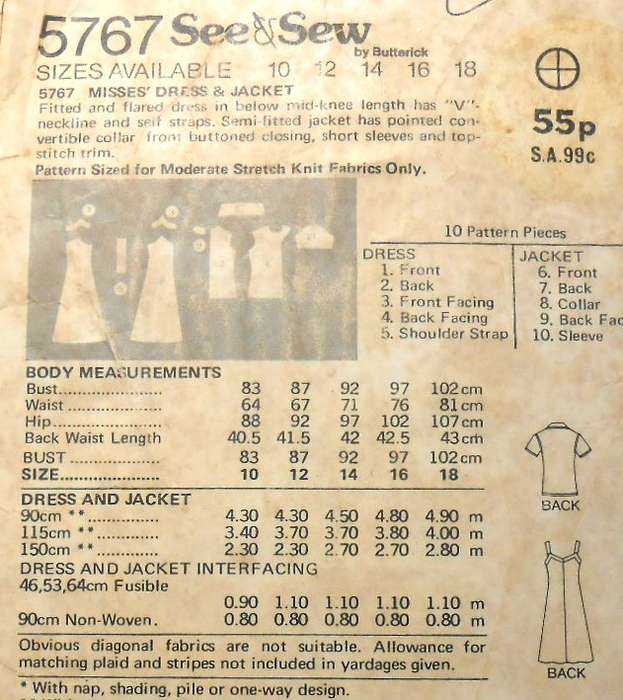 5767 See & Sew
by Butterick
SIZES AVAILABLE 10 12 14 16 18
5767 MISSES' DRESS & JACKET
Fitted and flared dress in below mid-knee length has "V"-
neckline and self straps. Semi-fitted jacket has pointed con-
vertible collar front buttoned closing, short sleeves and top-
stitch trim.
Pattern Sized for Moderate Stretch Knit Fabrics Only.
55p
S.A.99c
10 Pattern Pieces
DRESS
1. Front
2. Back
3. Front Facing
4. Back Facing
5. Shoulder Strap
JACKET
6. Front
7. Back
8. Collar
9. Back Fac
10. Sleeve
BODY MEASUREMENTS
Bust.................... 83 87 92 97 102cm
Waist .................. 64 67 71 76 81cm
Hip..................... 88 92 97 102 107cm
Back Waist Length 40.5 41.5 42 42.5 43cm
BUST .................. 83 87 92 97 102cm
SIZE.................... 10 12 14 16 18
DRESS AND JACKET
90cm **............. 4.30 4.30 4.50 4.80 4.90 m
115cm **............ 3.40 3.70 3.70 3.80 4.00 m
150cm **............ 2.30 2.30 2.70 2.70 2.80 m
DRESS AND JACKET INTERFACING
46,53,64cm Fusible
0.90 1.10 1.10 1.10 1.10 m
90cm Non-Woven. 0.80 0.80 0.80 0.80 0.80 m
Obvious diagonal fabrics are not suitable. Allowance for
matching plaid and stripes not included in yardages given.
* With nap, shading, pile or one-way design.
BACK
BACK